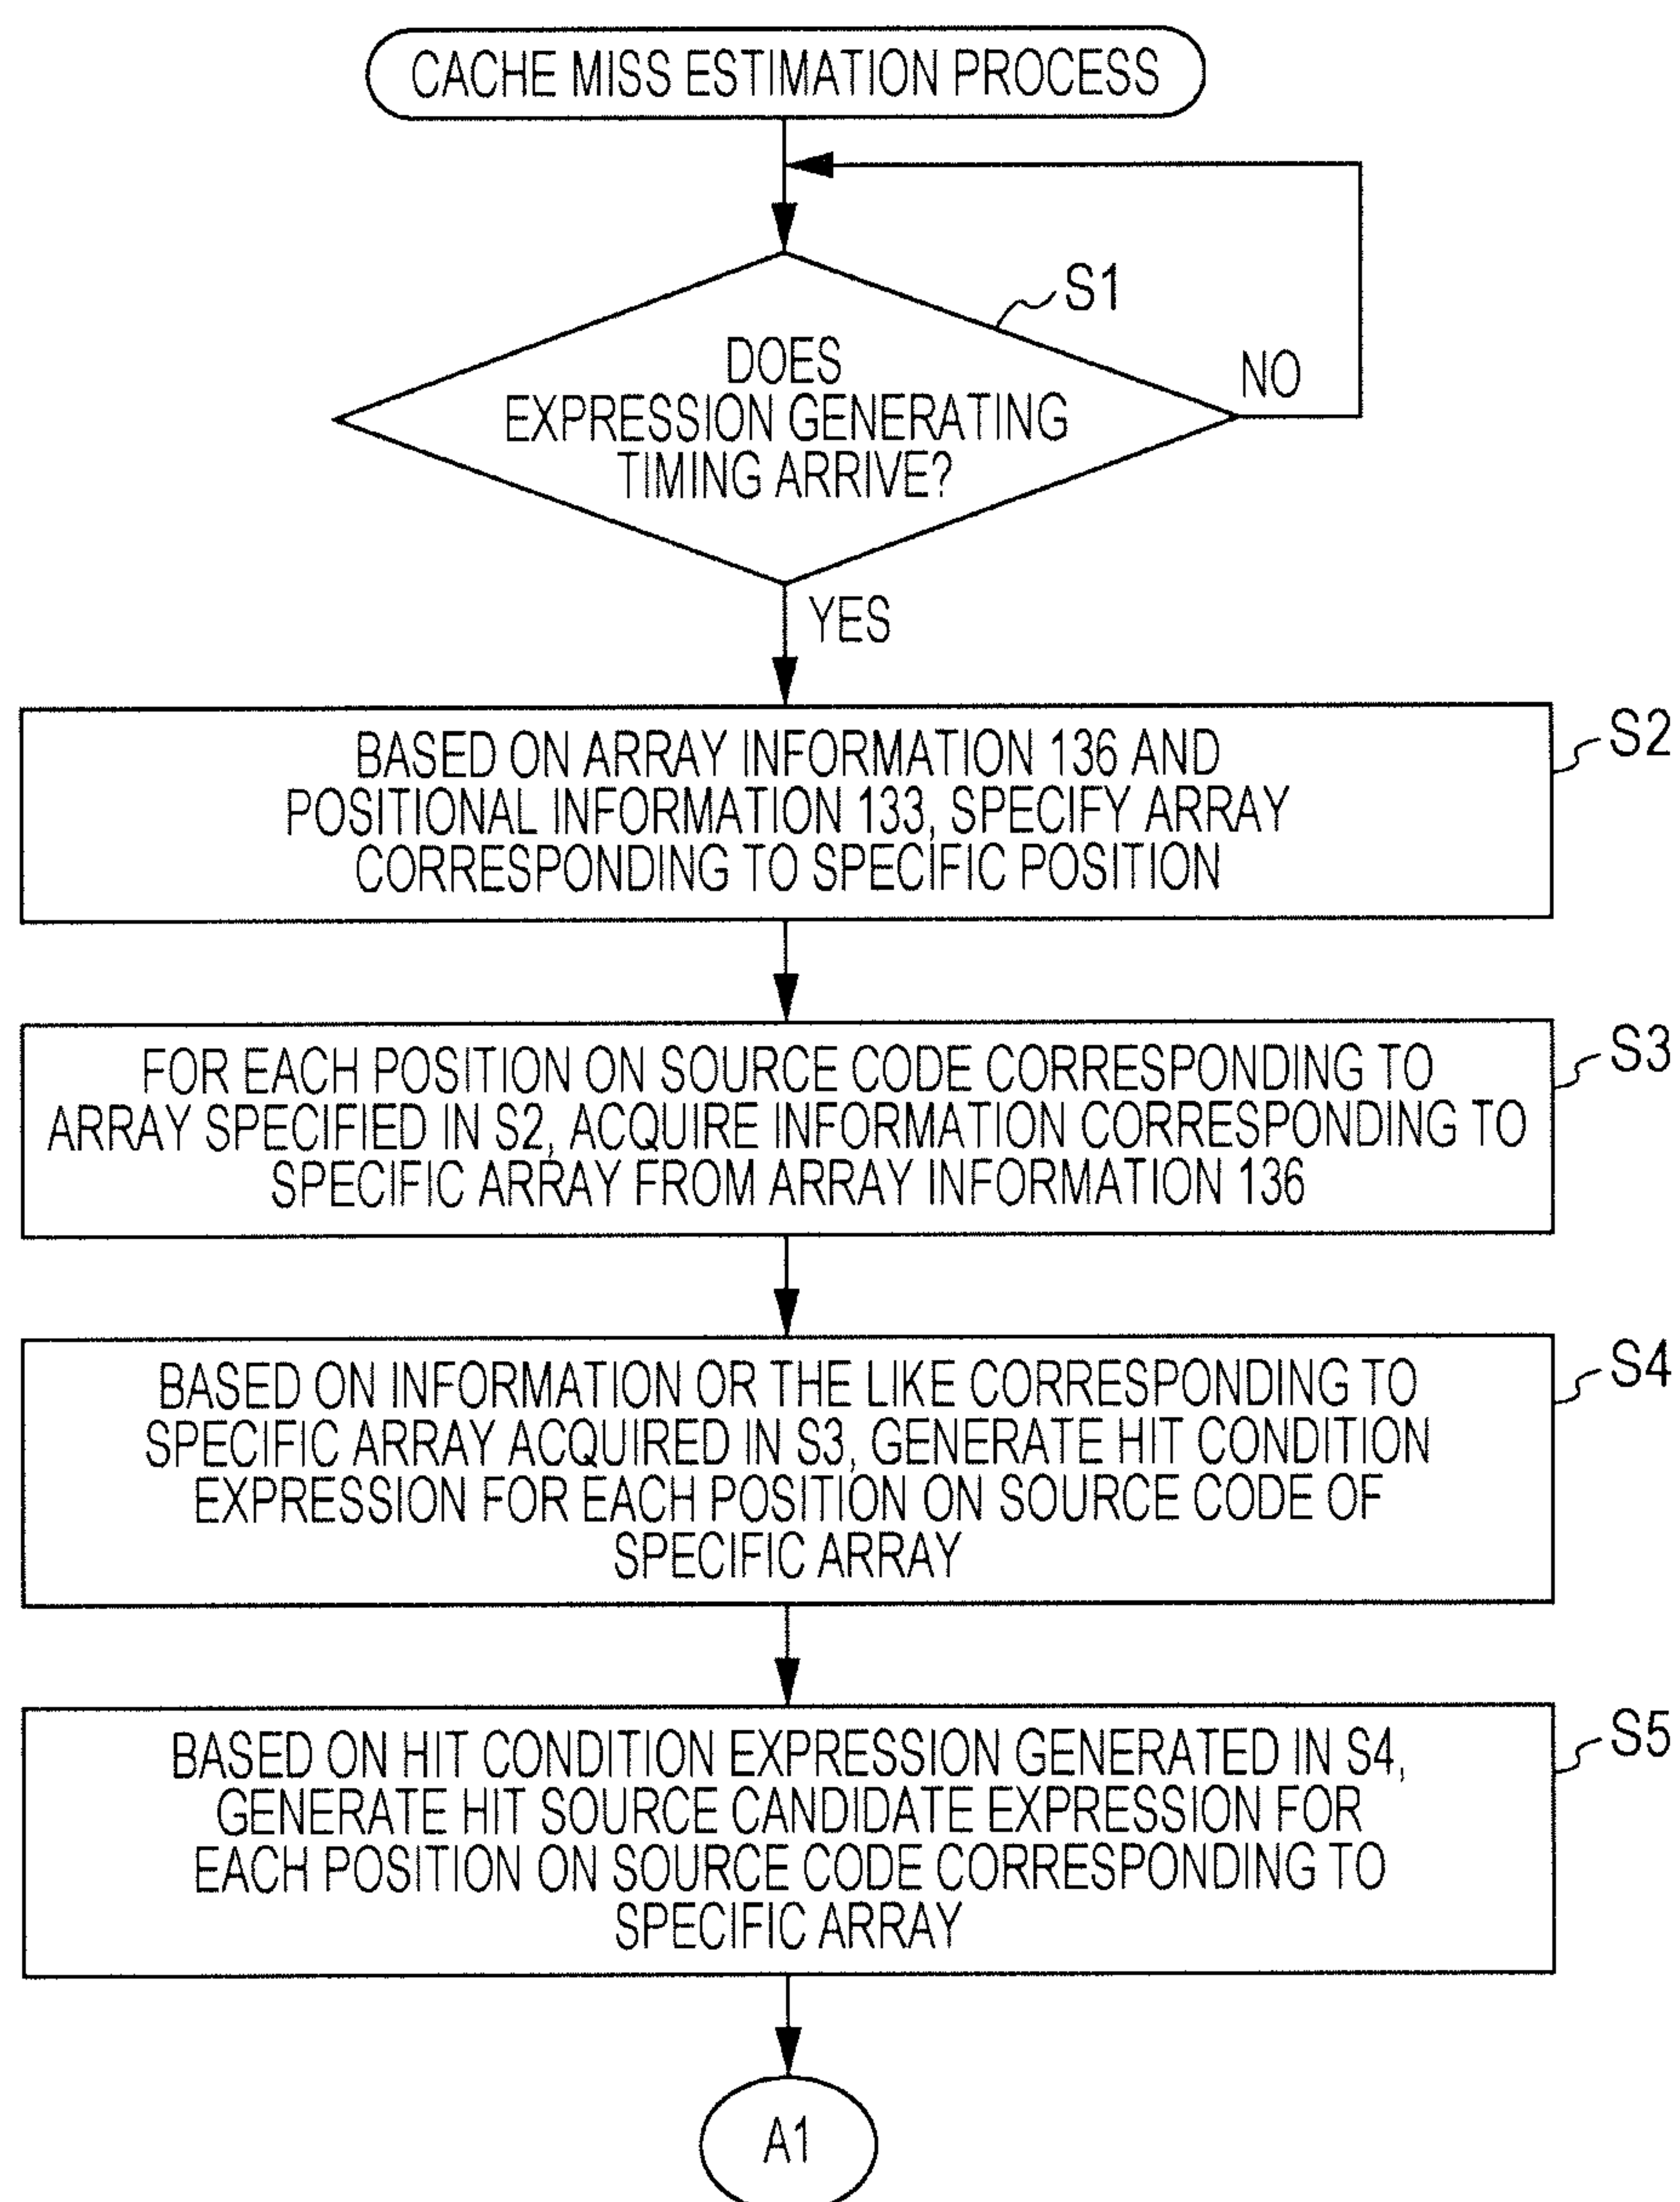 CACHE MISS ESTIMATION PROCESS
S1
DOES
EXPRESSION GENERATING
TIMING ARRIVE?
NO
YES
S2
BASED ON ARRAY INFORMATION 136 AND
POSITIONAL INFORMATION 133, SPECIFY ARRAY
CORRESPONDING TO SPECIFIC POSITION
S3
FOR EACH POSITION ON SOURCE CODE CORRESPONDING TO
ARRAY SPECIFIED IN S2, ACQUIRE INFORMATION CORRESPONDING TO
SPECIFIC ARRAY FROM ARRAY INFORMATION 136
S4
BASED ON INFORMATION OR THE LIKE CORRESPONDING TO
SPECIFIC ARRAY ACQUIRED IN S3, GENERATE HIT CONDITION
EXPRESSION FOR EACH POSITION ON SOURCE CODE OF
SPECIFIC ARRAY
S5
BASED ON HIT CONDITION EXPRESSION GENERATED IN S4,
GENERATE HIT SOURCE CANDIDATE EXPRESSION FOR
EACH POSITION ON SOURCE CODE CORRESPONDING TO
SPECIFIC ARRAY
A1